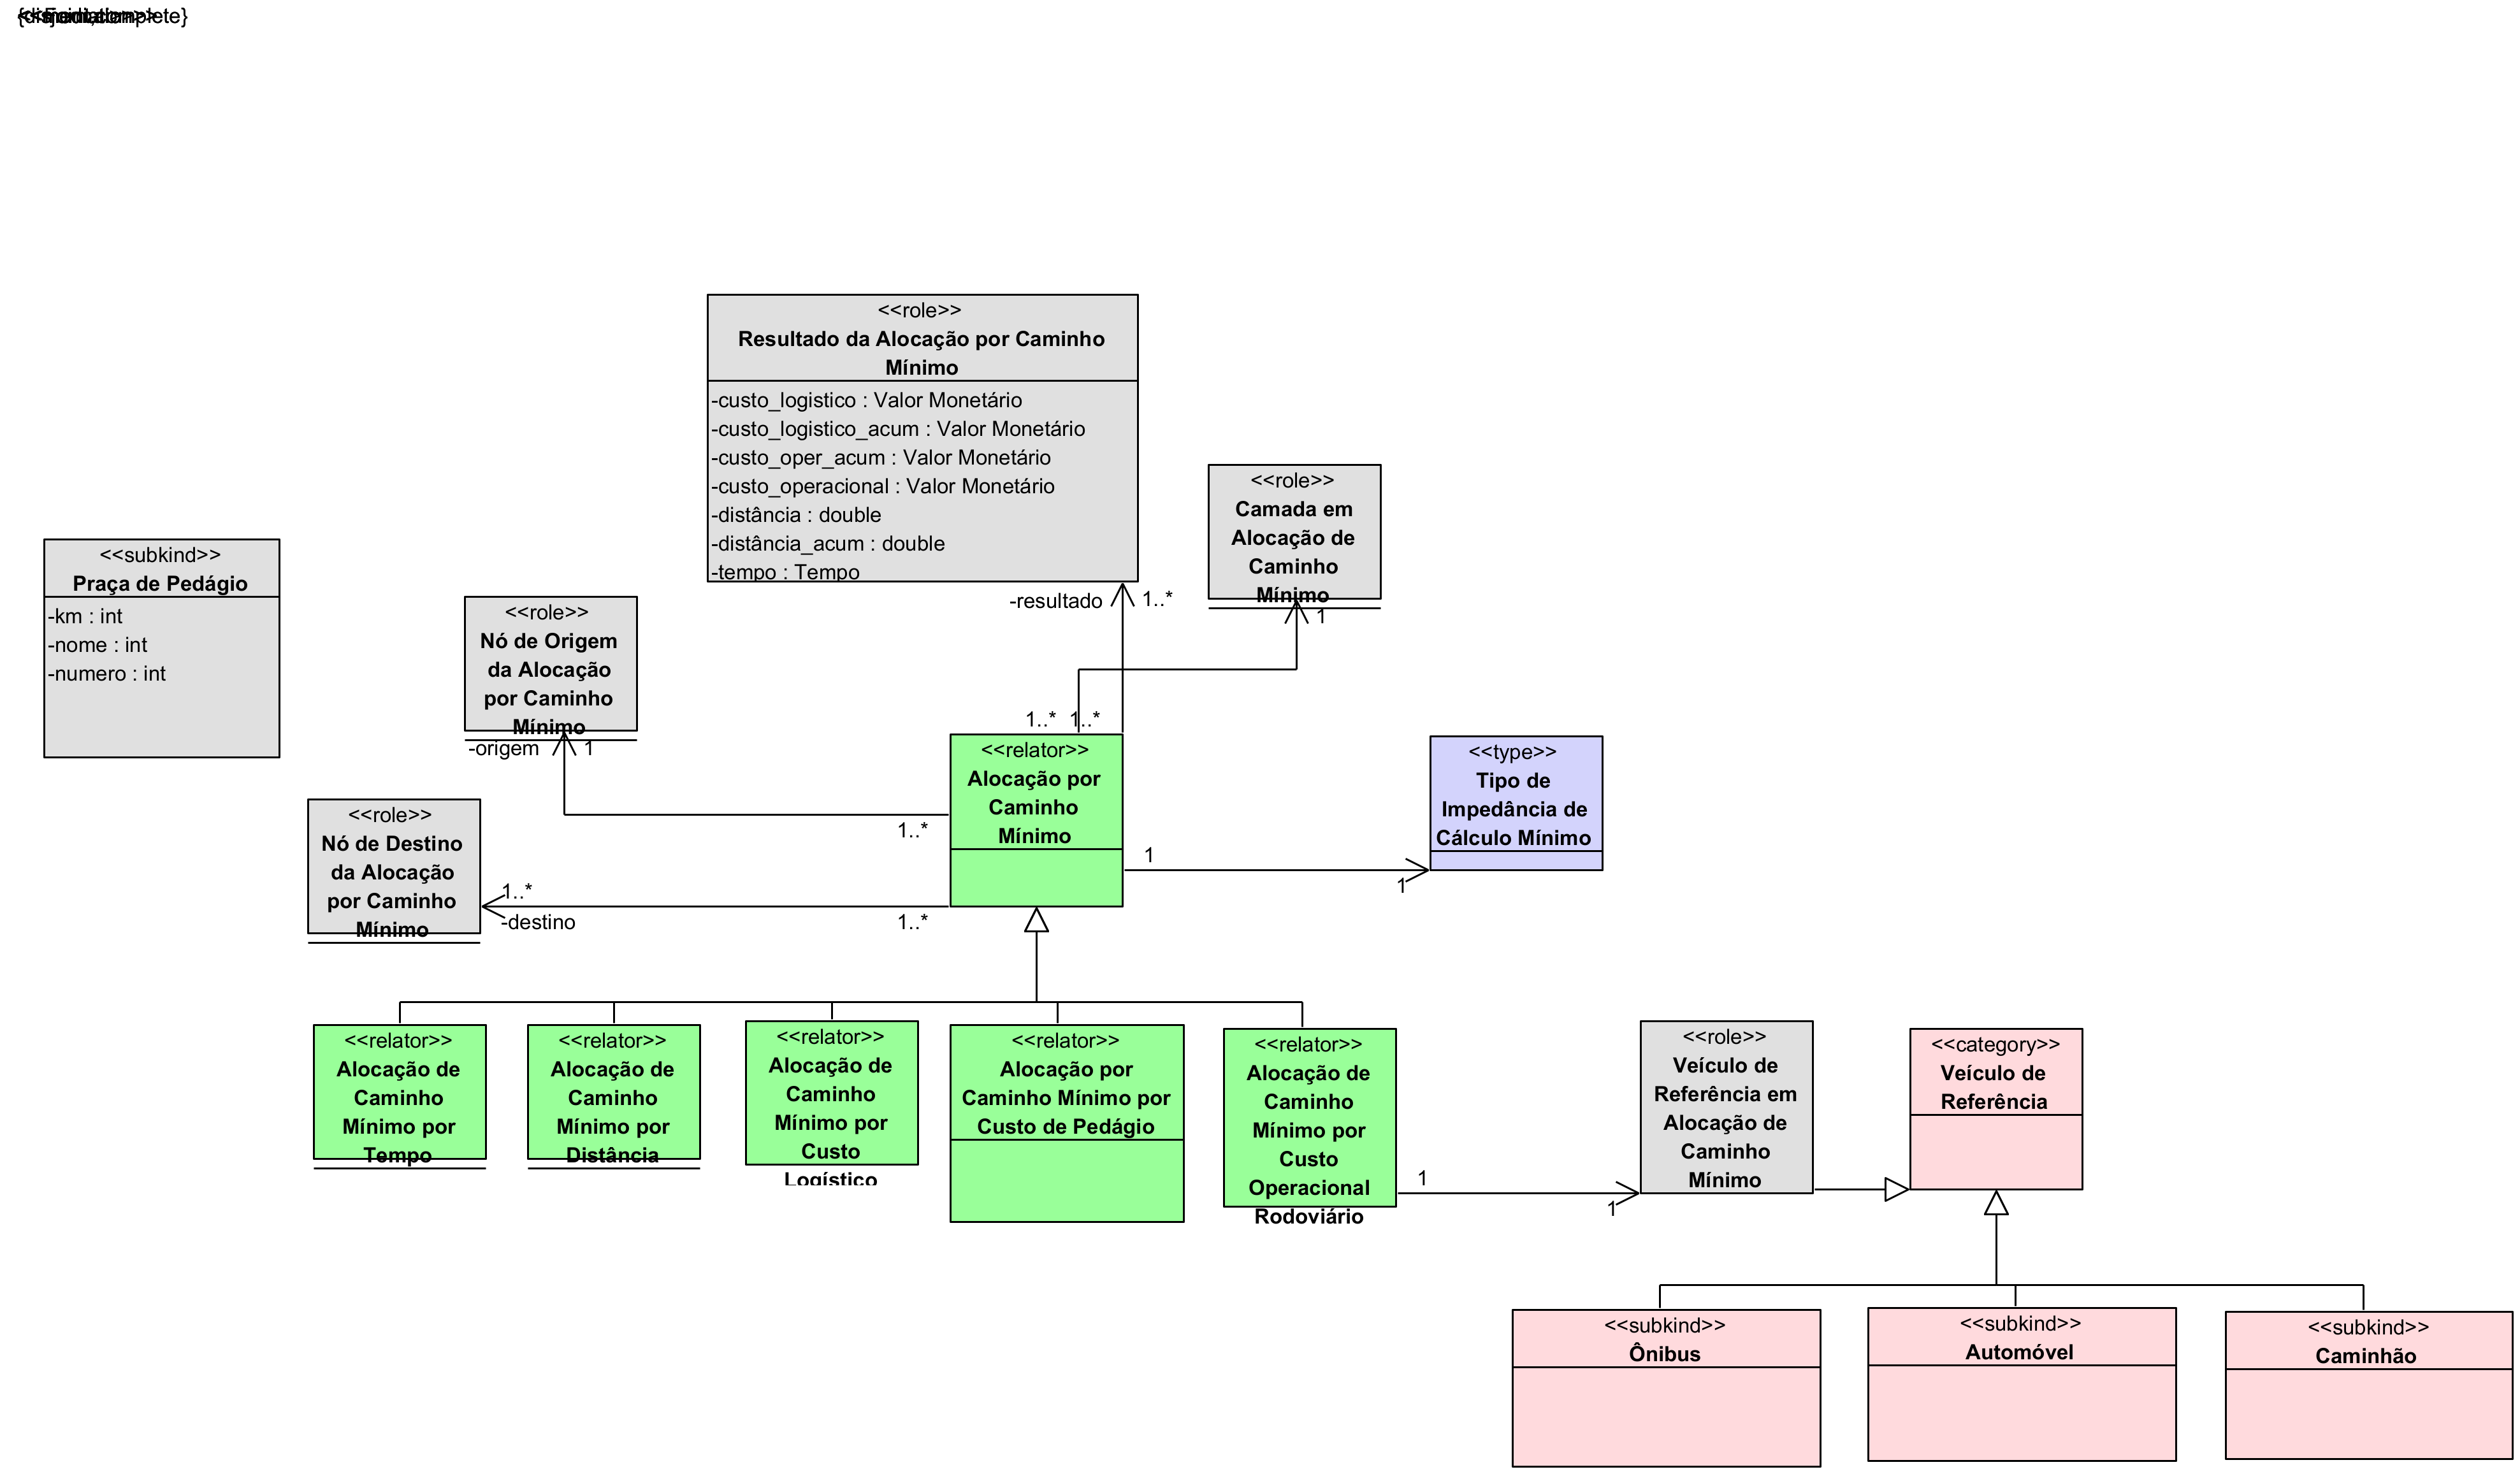 <<role>>
Resultado da Alocação por Caminho
Mínimo
-custo_logistico : Valor Monetário
-custo_logistico_acum : Valor Monetário
-custo_oper_acum : Valor Monetário
-custo_operacional : Valor Monetário
-distância : double
-distância_acum : double
-tempo : Tempo
<<role>>
Camada em
Alocação de
Caminho
Mínimo
<<subkind>>
Praça de Pedágio
-km : int
-nome : int
-numero : int
<<role>>
Nó de Origem
da Alocação
por Caminho
Mínimo
-resultado
1..*
1
-origem
1
1..*
1..*
<<relator>>
Alocação por
Caminho
Mínimo
<<type>>
Tipo de
Impedância de
Cálculo Mínimo
<<role>>
Nó de Destino
da Alocação
por Caminho
Mínimo
1..*
1
1
1..*
-destino
1..*
<<relator>>
Alocação de
Caminho
Mínimo por
Tempo
<<relator>>
Alocação de
Caminho
Mínimo por
Distância
<<relator>>
Alocação de
Caminho
Mínimo por
Custo
Logístico
<<relator>>
Alocação por
Caminho Mínimo por
Custo de Pedágio
<<relator>>
Alocação de
Caminho
Mínimo por
Custo
Operacional
Rodoviário
1
1
<<role>>
Veículo de
Referência em
Alocação de
Caminho
Mínimo
<<category>>
Veículo de
Referência
<<subkind>>
Ônibus
<<subkind>>
Automóvel
<<subkind>>
Caminhão